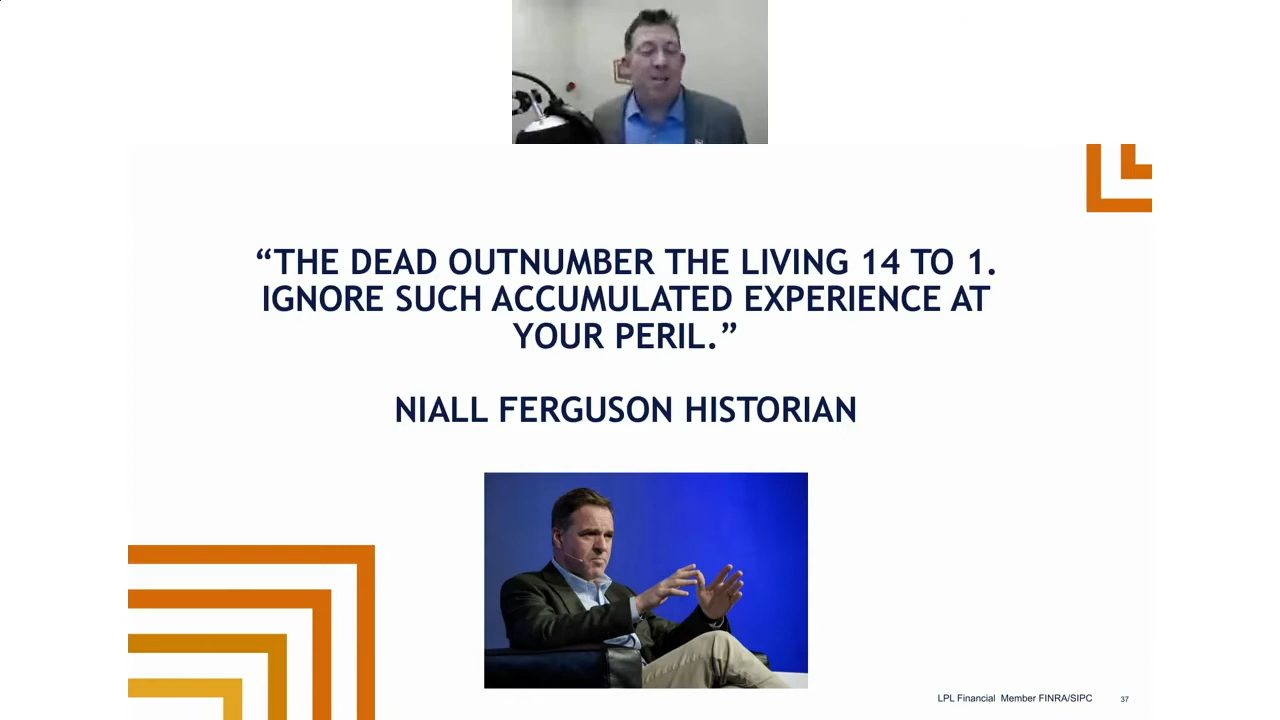 “THE DEAD OUTNUMBER THE LIVING 14 TO 1.
IGNORE SUCH ACCUMULATED EXPERIENCE AT
YOUR PERIL.”
NIALL FERGUSON HISTORIAN
LPL Financial Member FINRA/SIPC 37